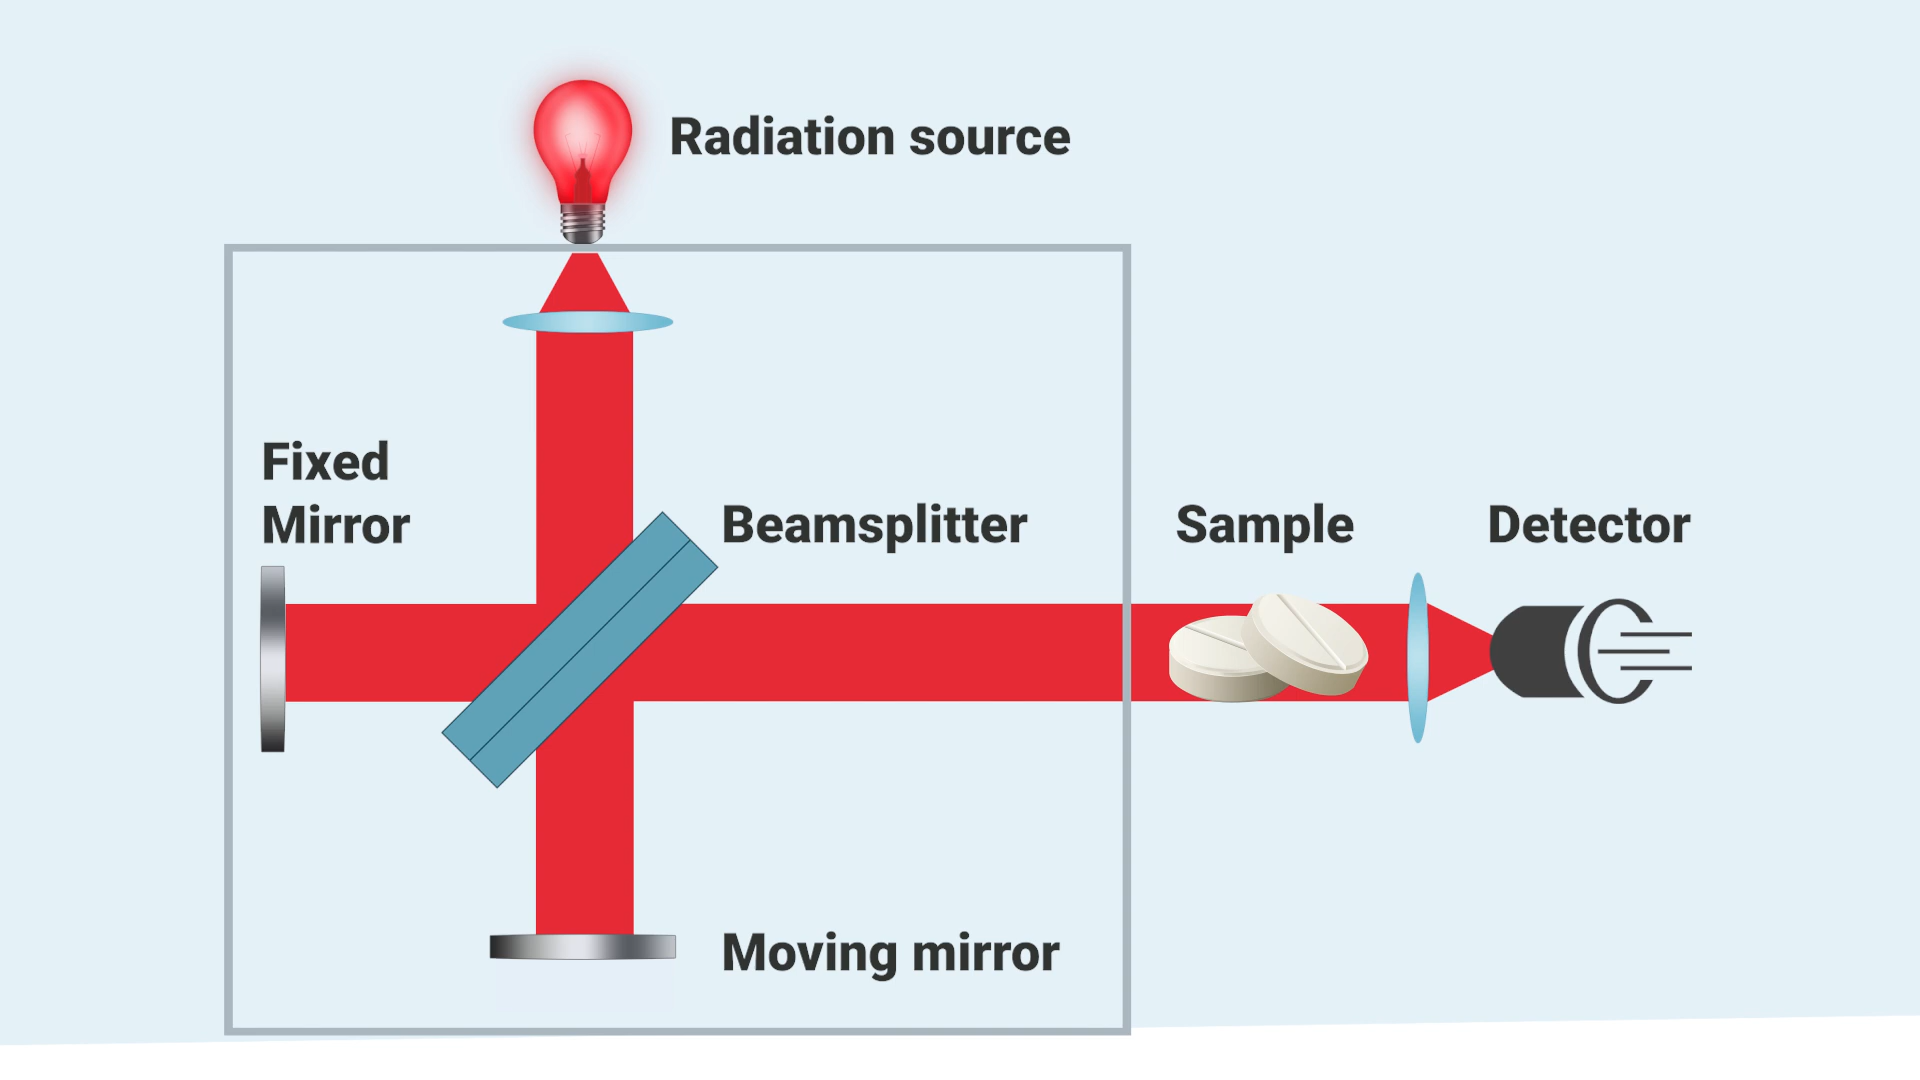 Radiation source
Fixed
Mirror
Beamsplitter
Sample
Detector
Moving mirror